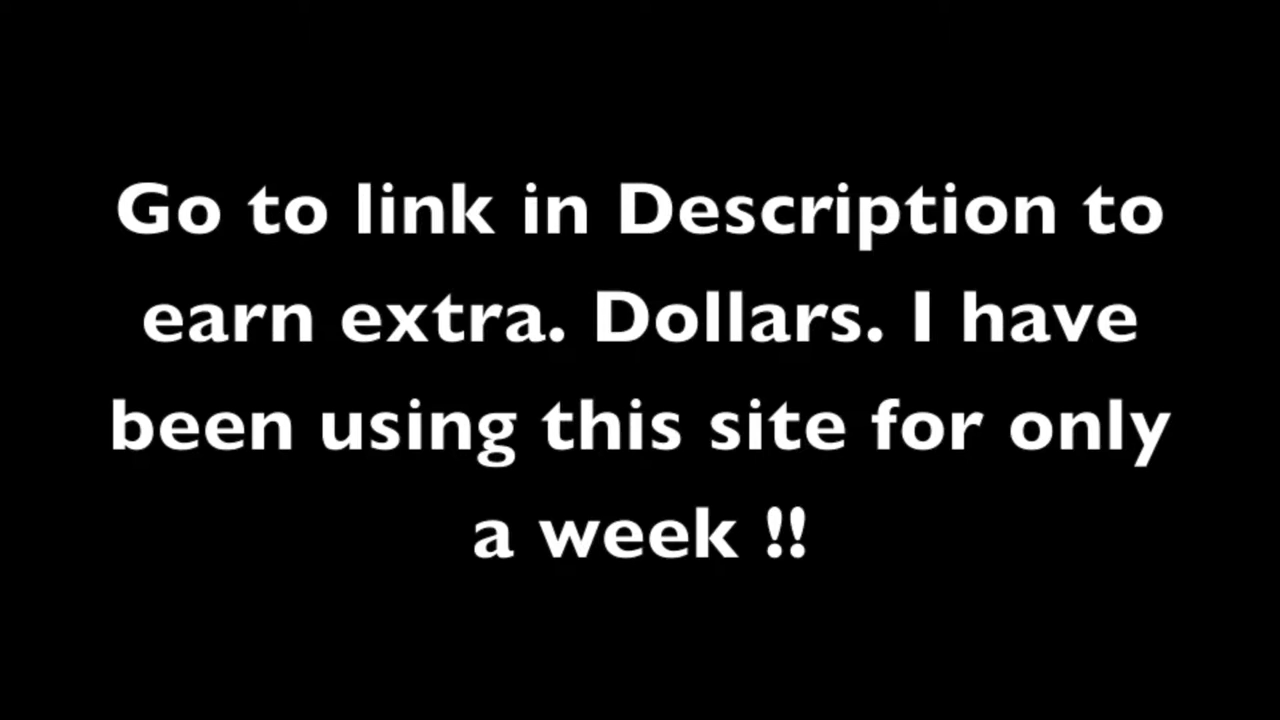 Go to link in Description to
earn extra. Dollars. I have
been using this site for only
a week !!